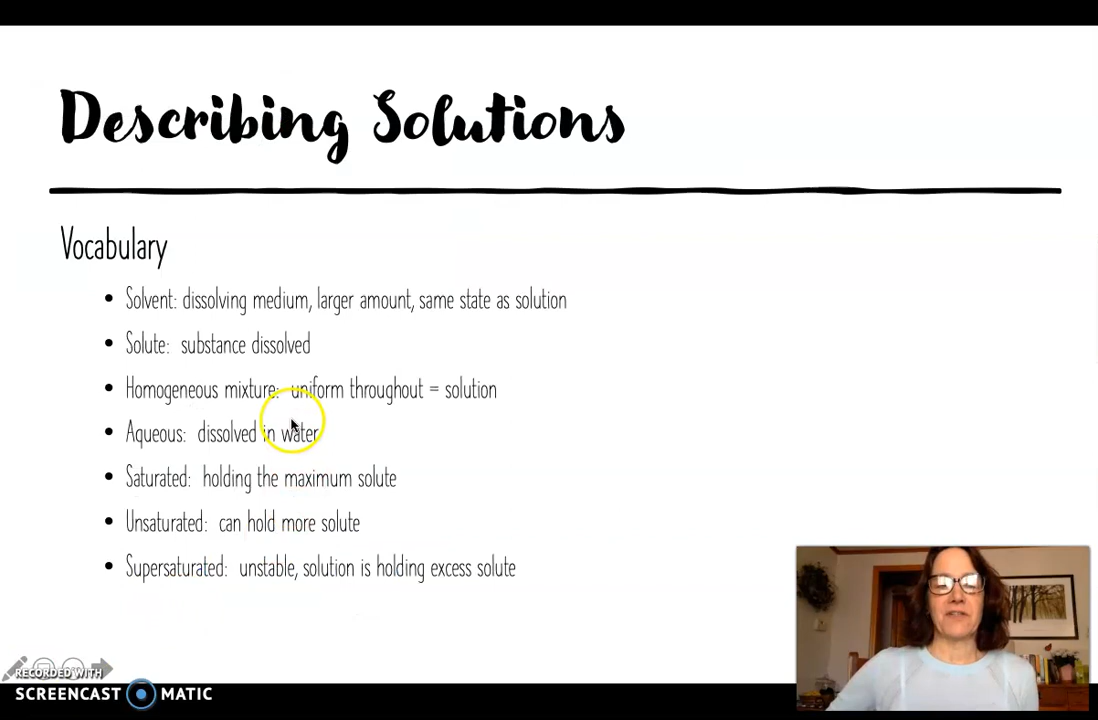 Describing Solutions
Vocabulary
• Solvent: dissolving medium, larger amount, same state as solution
• Solute: substance dissolved
• Homogeneous mixture: uniform throughout = solution
• Aqueous: dissolved in water
• Saturated: holding the maximum solute
• Unsaturated: can hold more solute
• Supersaturated: unstable, solution is holding excess solute
RECORDED WITH
SCREENCAST MATIC